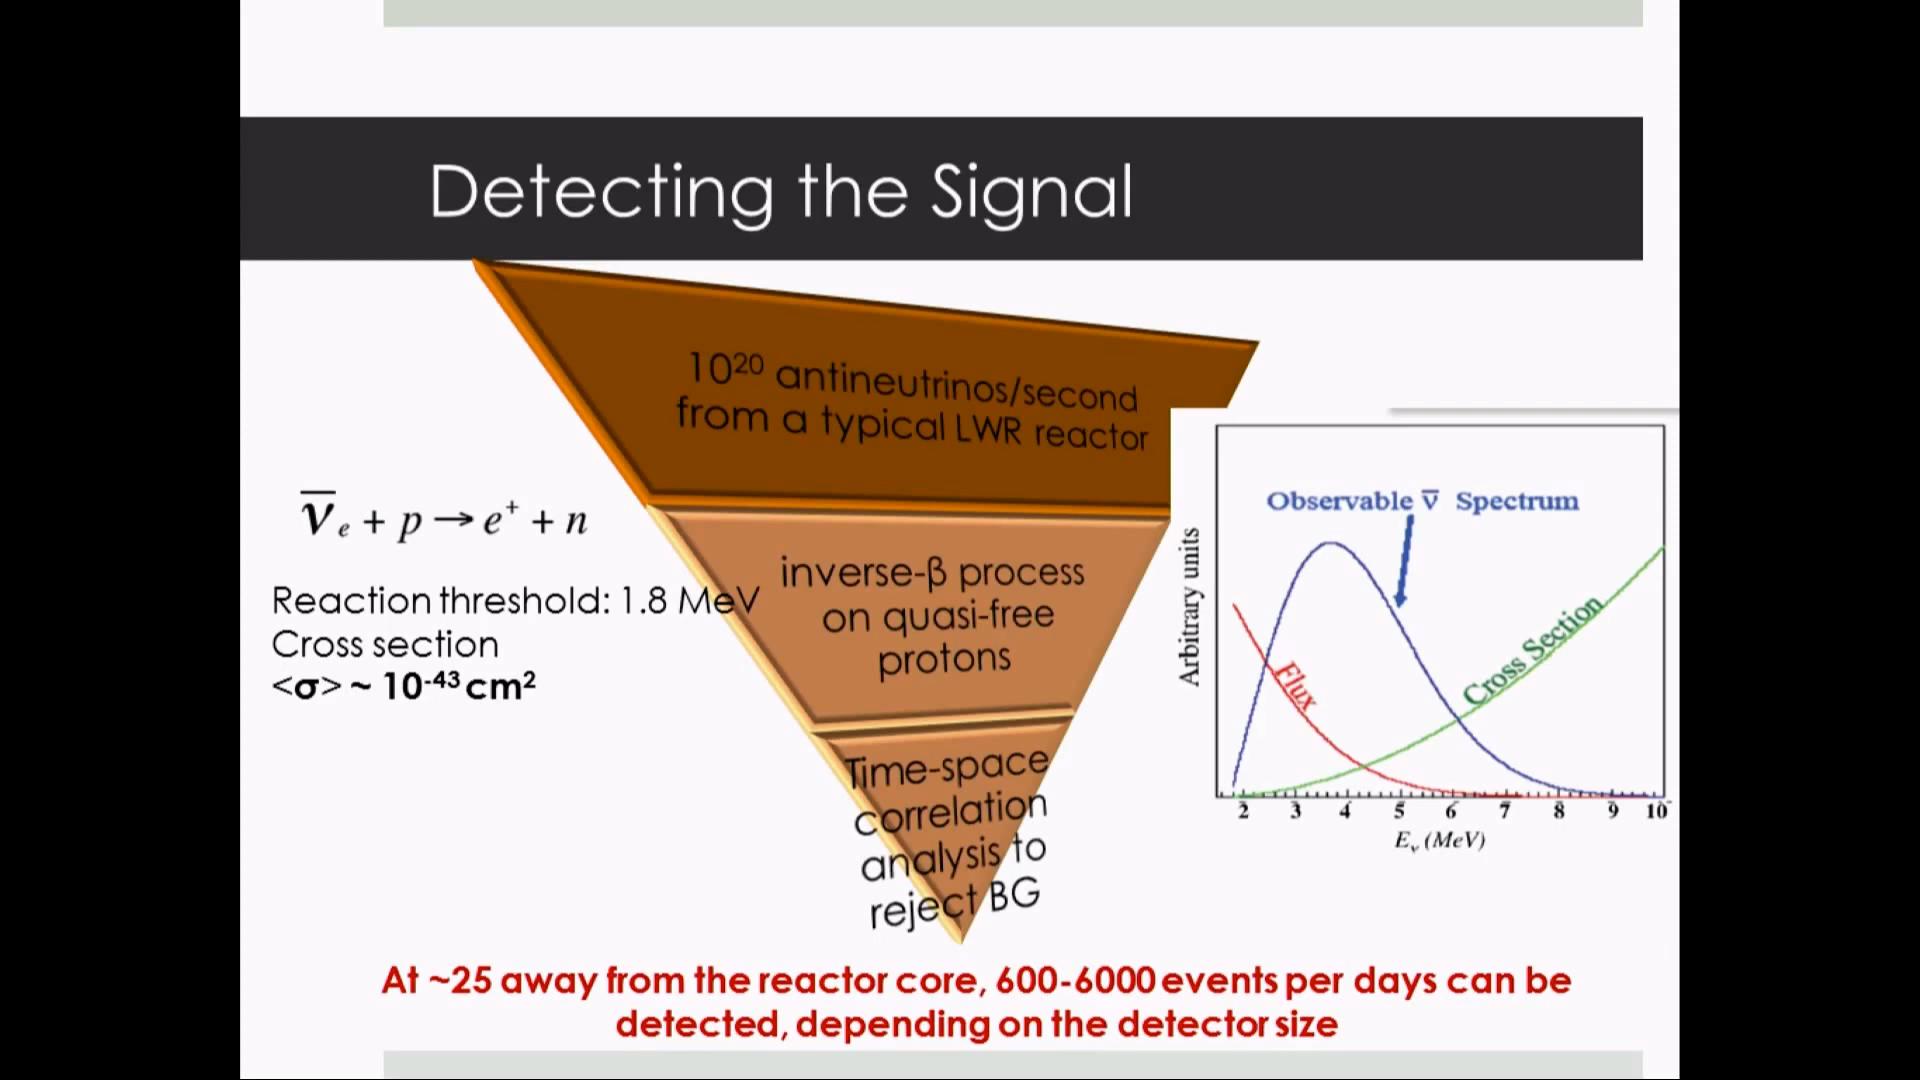 Detecting the Signal
10²⁰ antineutrinos/second
from a typical LWR reactor
ν̅ₑ + p → e⁺ + n
Reaction threshold: 1.8 MeV
Cross section
<σ> ~ 10⁻⁴³ cm²
inverse-β process
on quasi-free
protons
Time-space
correlation
analysis to
reject BG
Observable ν̅ Spectrum
Arbitrary units
Flux
Cross Section
2 3 4 5 6 7 8 9 10
Eᵥ (MeV)
At ~25 away from the reactor core, 600-6000 events per days can be
detected, depending on the detector size